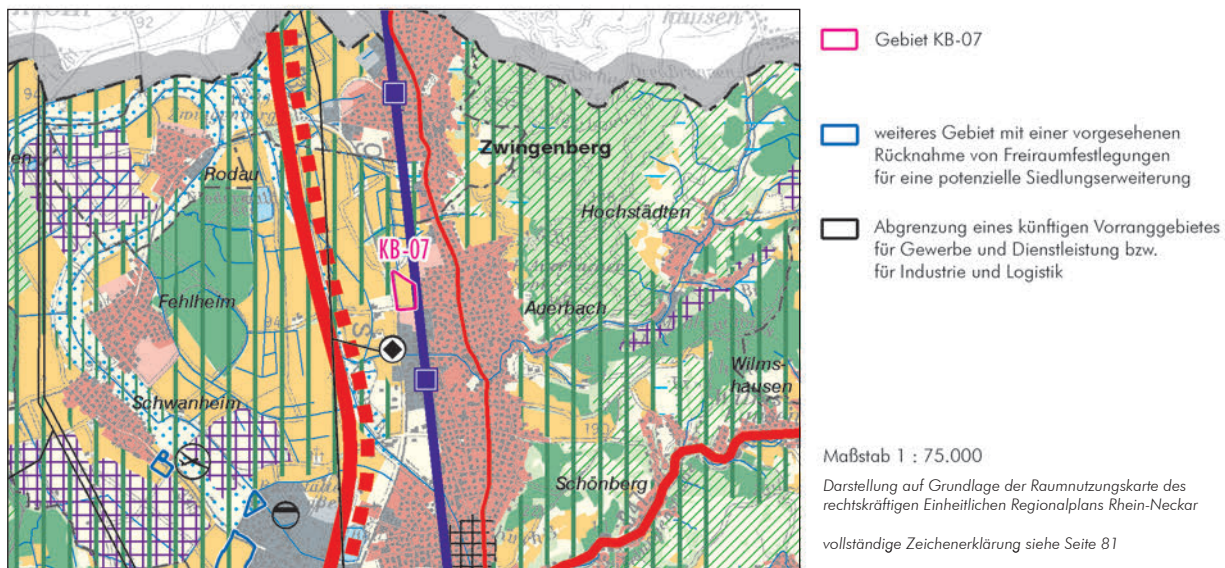 Zwingenberg
Rodau
Hochstädten
KB-07
Fehlheim
Auerbach
Wilms-
hausen
Schwanheim
Schönberg
Gebiet KB-07
weiteres Gebiet mit einer vorgesehenen
Rücknahme von Freiraumfestlegungen
für eine potenzielle Siedlungserweiterung
Abgrenzung eines künftigen Vorranggebietes
für Gewerbe und Dienstleistung bzw.
für Industrie und Logistik
Maßstab 1 : 75.000
Darstellung auf Grundlage der Raumnutzungskarte des
rechtskräftigen Einheitlichen Regionalplans Rhein-Neckar
vollständige Zeichenerklärung siehe Seite 81